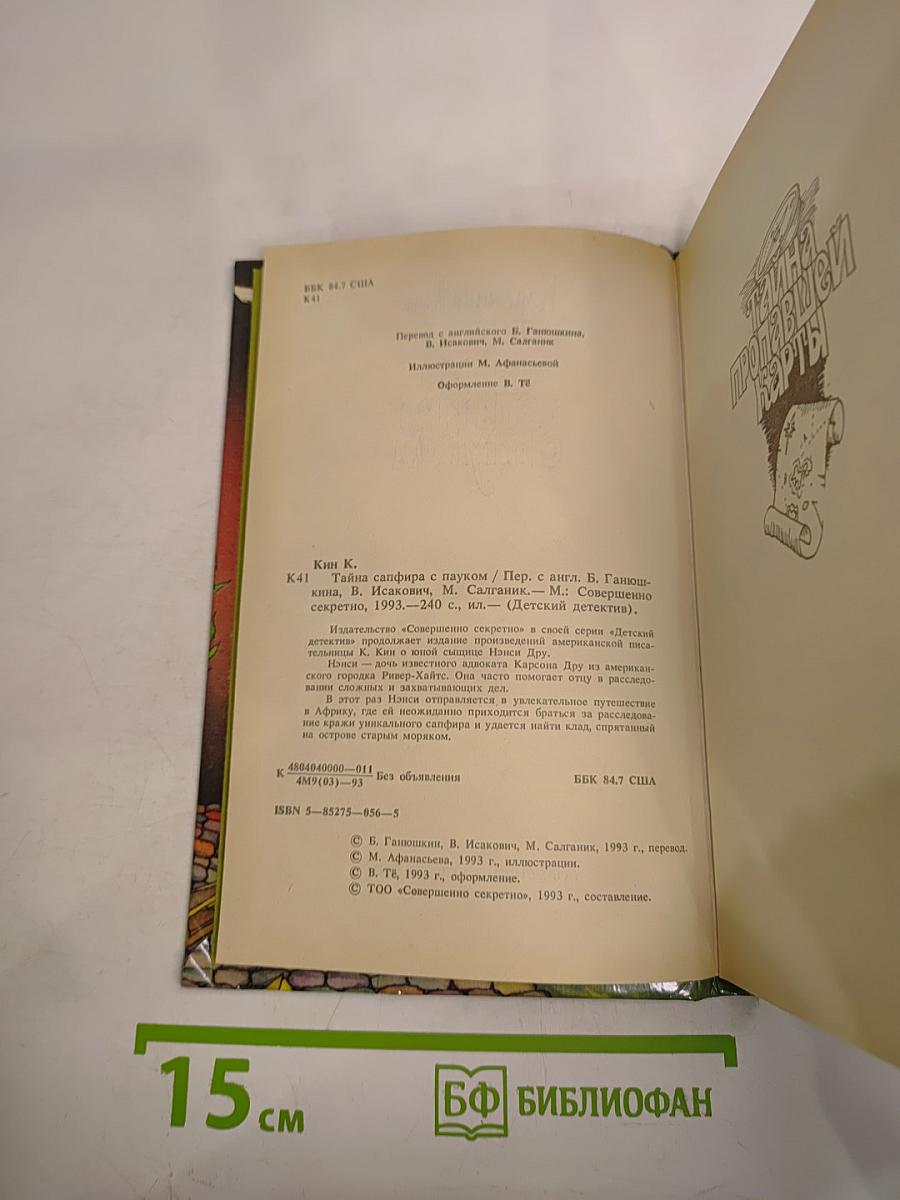 ББК 84.7 США
К41
Перевод с английского Б. Ганюшкина,
В. Исакович, М. Салганик
Иллюстрации М. Афанасьевой
Оформление В. Тё
Кин К.
К41 Тайна сапфира с пауком / Пер. с англ. Б. Ганюш-
кина, В. Исакович, М. Салганик.— М.: Совершенно
секретно, 1993.—240 с., ил.— (Детский детектив).
Издательство «Совершенно секретно» в своей серии «Детский
детектив» продолжает издание произведений американской писа-
тельницы К. Кин о юной сыщице Нэнси Дру.
Нэнси — дочь известного адвоката Карсона Дру из американ-
ского городка Ривер-Хайтс. Она часто помогает отцу в расследо-
вании сложных и захватывающих дел.
В этот раз Нэнси отправляется в увлекательное путешествие
в Африку, где ей неожиданно приходится браться за расследова-
ние кражи уникального сапфира и удается найти клад, спрятанный
на острове старым моряком.
К 4804040000—011
4М9(03)—93 Без объявления ББК 84.7 США
ISBN 5—85275—056—5
© Б. Ганюшкин, В. Исакович, М. Салганик, 1993 г., перевод.
© М. Афанасьева, 1993 г., иллюстрации.
© В. Тё, 1993 г., оформление.
© ТОО «Совершенно секретно», 1993 г., составление.
ТАЙНА
ПРОПАВШЕЙ
КАРТЫ
15 см
БФ БИБЛИОФАН